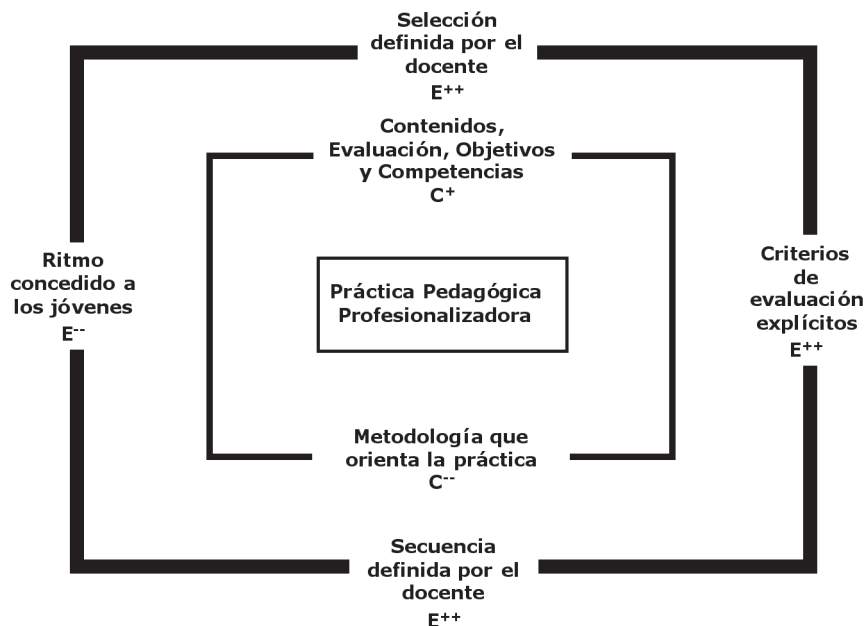 Selección
definida por el
docente
E++
Contenidos,
Evaluación, Objetivos
y Competencias
C+
Ritmo
concedido a
los jóvenes
E--
Práctica Pedagógica
Profesionalizadora
Criterios
de
evaluación
explícitos
E++
Metodología que
orienta la práctica
C--
Secuencia
definida por el
docente
E++